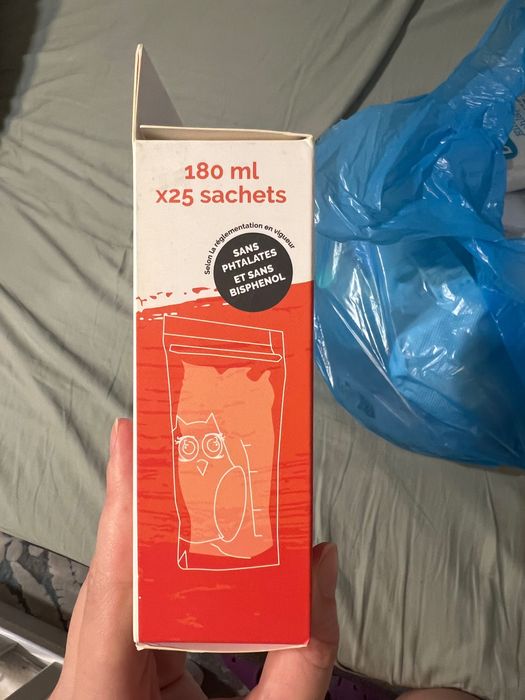 180 ml
x25 sachets
Selon la réglementation en vigueur
SANS
PHTALATES
ET SANS
BISPHENOL